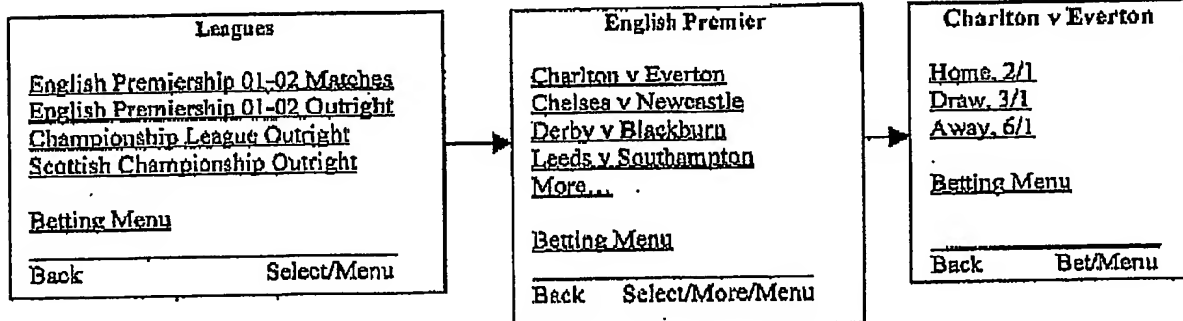 Leagues
English Premiership 01-02 Matches
English Premiership 01-02 Outright
Championship League Outright
Scottish Championship Outright
Betting Menu
Back Select/Menu
English Premier
Charlton v Everton
Chelsea v Newcastle
Derby v Blackburn
Leeds v Southampton
More...
Betting Menu
Back Select/More/Menu
Charlton v Everton
Home, 2/1
Draw, 3/1
Away, 6/1
Betting Menu
Back Bet/Menu